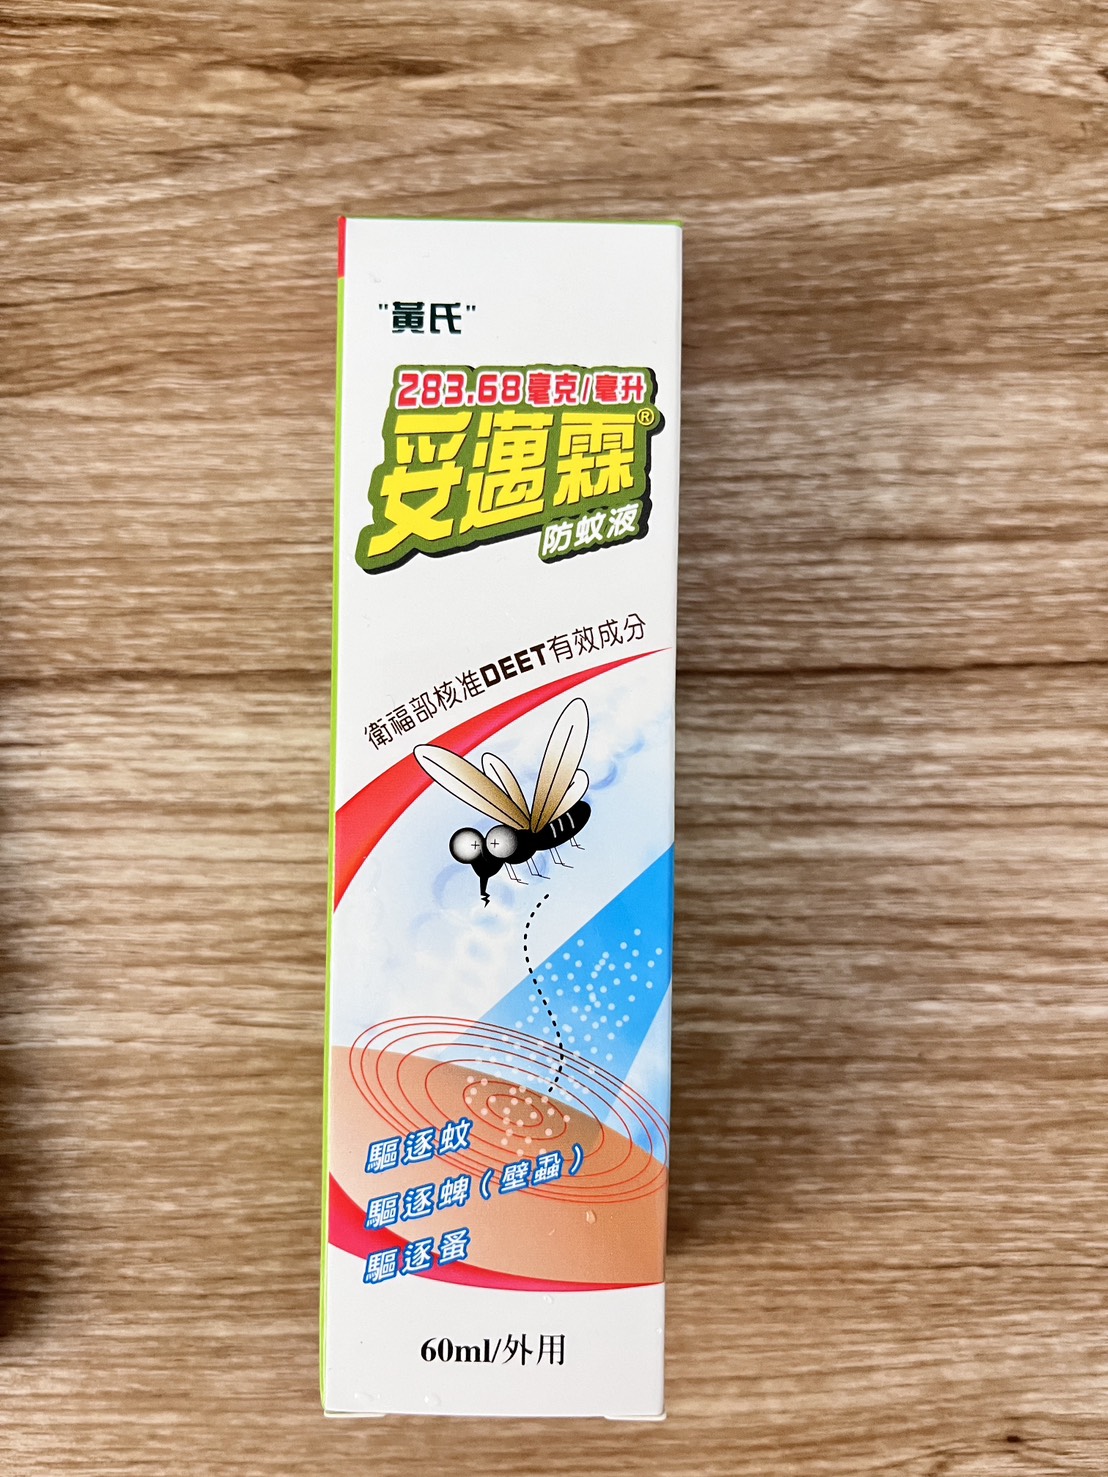 "黃氏"
283.68毫克/毫升
妥邁霖®
防蚊液
衛福部核准DEET有效成分
驅逐蚊
驅逐蜱(壁蝨)
驅逐蚤
60ml/外用